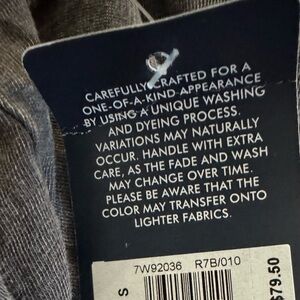 CAREFULLY CRAFTED FOR A
ONE-OF-A-KIND APPEARANCE
BY USING A UNIQUE WASHING
AND DYEING PROCESS.
VARIATIONS MAY NATURALLY
OCCUR. HANDLE WITH EXTRA
CARE, AS THE FADE AND WASH
MAY CHANGE OVER TIME.
PLEASE BE AWARE THAT THE
COLOR MAY TRANSFER ONTO
LIGHTER FABRICS.
7W92036 R7B/010
S
$79.50